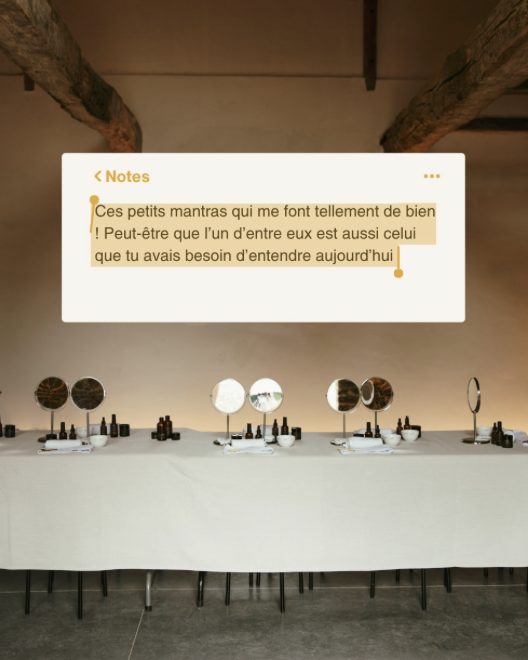 Notes
Ces petits mantras qui me font tellement de bien
! Peut-être que l’un d’entre eux est aussi celui
que tu avais besoin d’entendre aujourd’hui